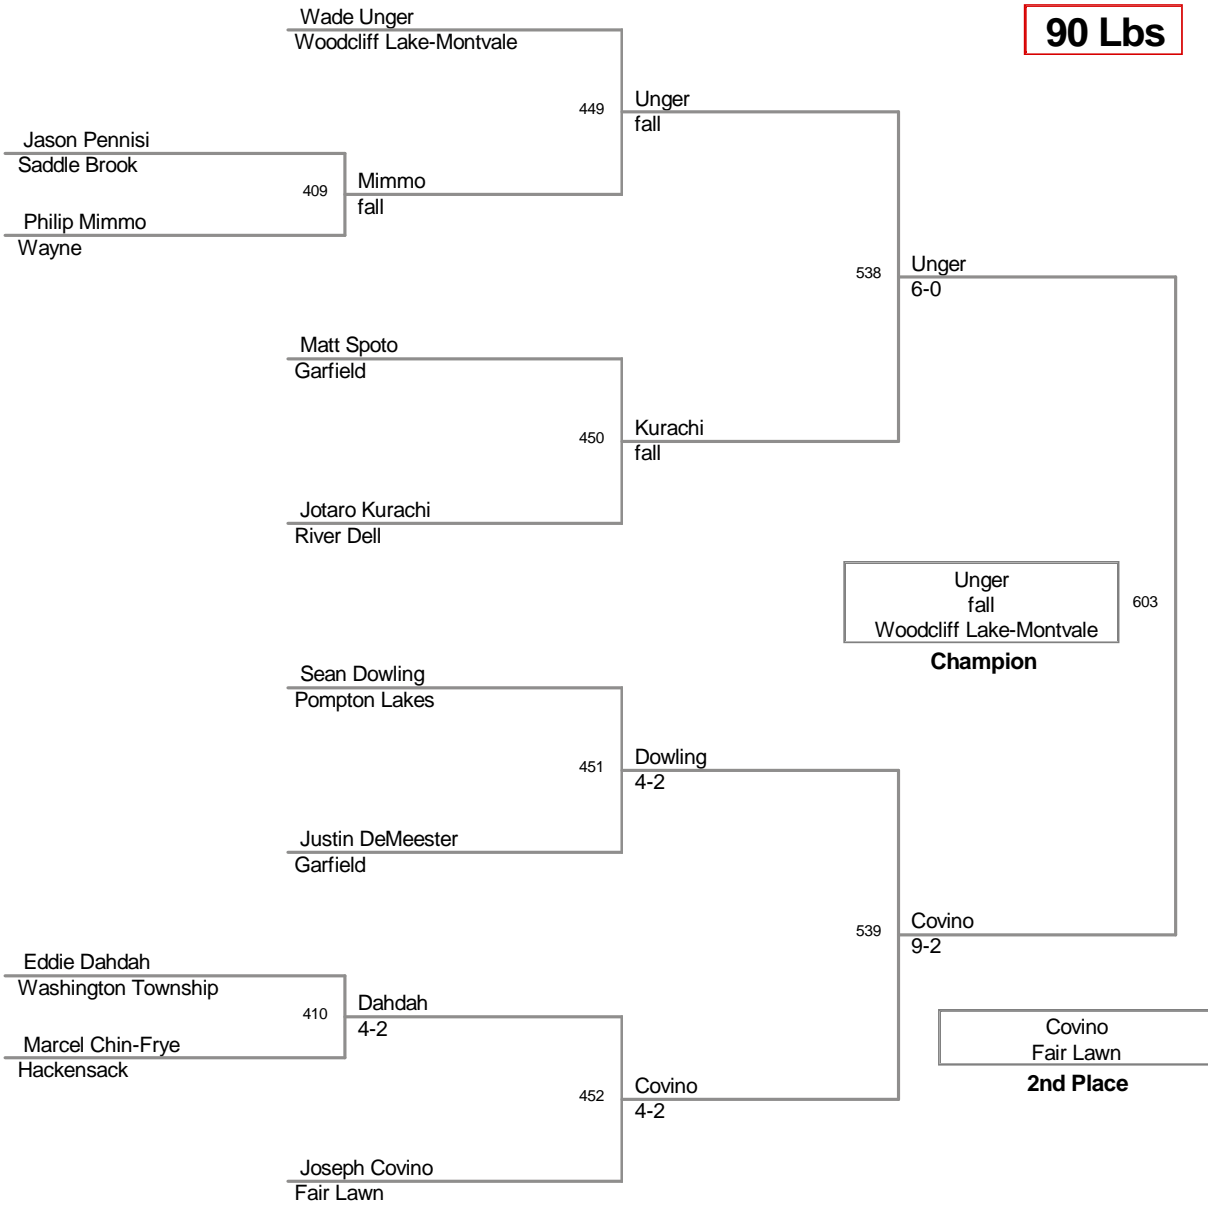 90 Lbs
Wade Unger
Woodcliff Lake-Montvale
449
Unger
fall
Jason Pennisi
Saddle Brook
409
Mimmo
fall
Philip Mimmo
Wayne
538
Unger
6-0
Matt Spoto
Garfield
450
Kurachi
fall
Jotaro Kurachi
River Dell
Unger
fall
Woodcliff Lake-Montvale
Champion
603
Sean Dowling
Pompton Lakes
451
Dowling
4-2
Justin DeMeester
Garfield
539
Covino
9-2
Eddie Dahdah
Washington Township
410
Dahdah
4-2
Marcel Chin-Frye
Hackensack
Covino
Fair Lawn
2nd Place
452
Covino
4-2
Joseph Covino
Fair Lawn